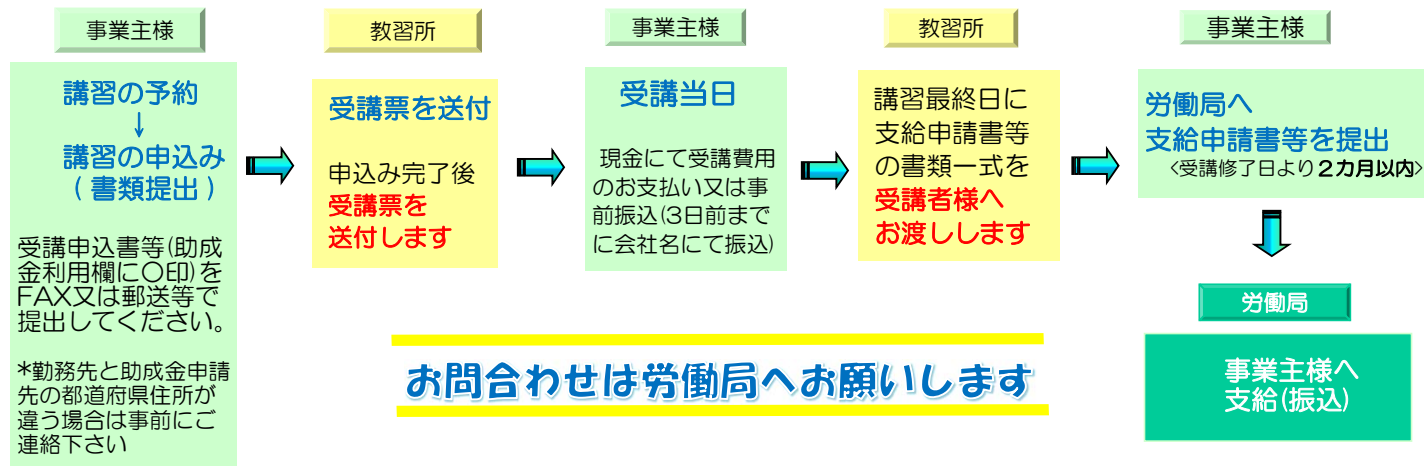 事業主様
講習の予約
↓
講習の申込み
( 書類提出 )
受講申込書等(助成
金利用欄に〇印)を
FAX又は郵送等で
提出してください。
*勤務先と助成金申請
先の都道府県住所が
違う場合は事前にご
連絡下さい
教習所
受講票を送付
申込み完了後
受講票を
送付します
事業主様
受講当日
現金にて受講費用
のお支払い又は事
前振込(3日前まで
に会社名にて振込)
教習所
講習最終日に
支給申請書等
の書類一式を
受講者様へ
お渡しします
事業主様
労働局へ
支給申請書等を提出
<受講修了日より2カ月以内>
労働局
事業主様へ
支給(振込)
お問合わせは労働局へお願いします